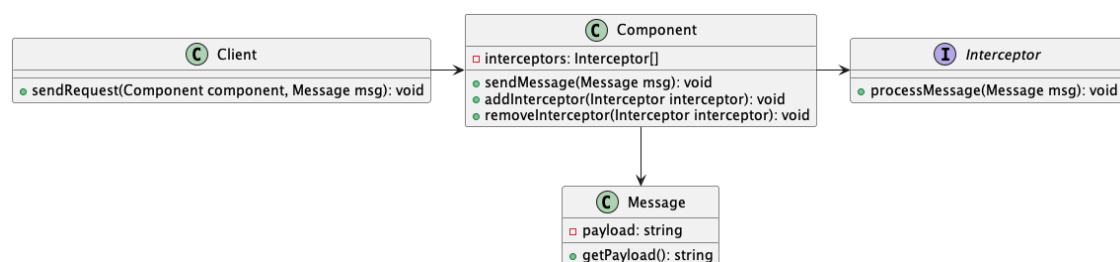 C Client
sendRequest(Component component, Message msg): void
C Component
interceptors: Interceptor[]
sendMessage(Message msg): void
addInterceptor(Interceptor interceptor): void
removeInterceptor(Interceptor interceptor): void
I Interceptor
processMessage(Message msg): void
C Message
payload: string
getPayload(): string